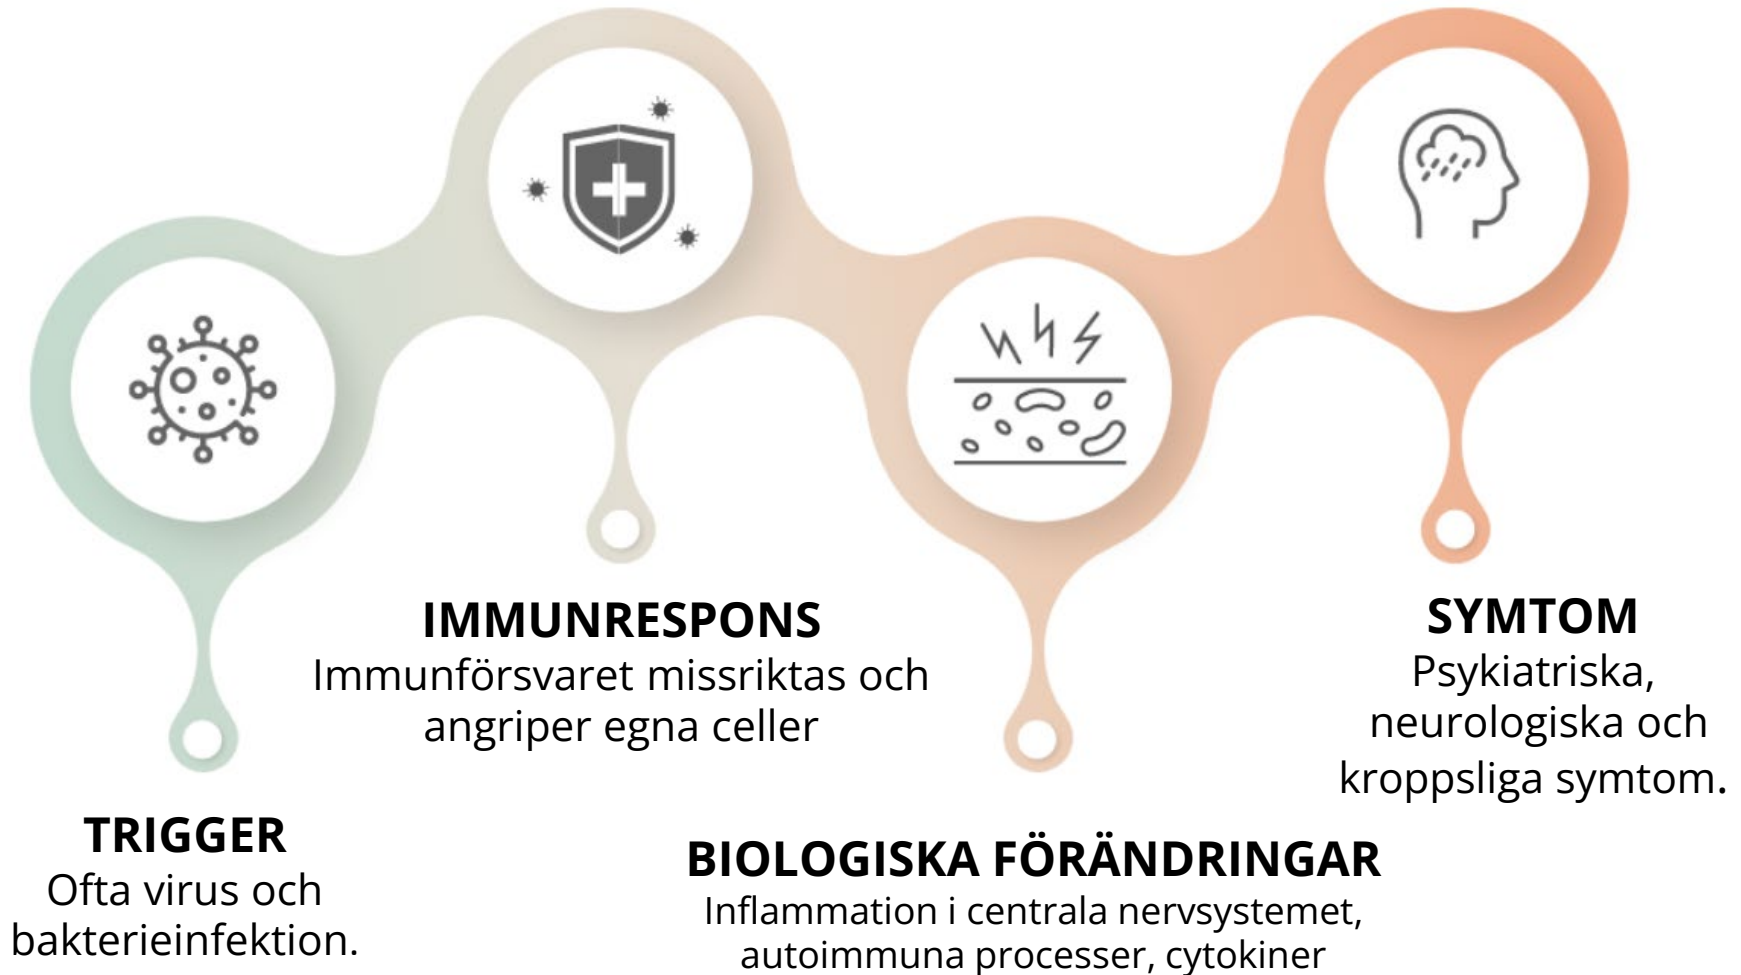 TRIGGER
Ofta virus och
bakterieinfektion.
IMMUNRESPONS
Immunförsvaret missriktas och
angriper egna celler
BIOLOGISKA FÖRÄNDRINGAR
Inflammation i centrala nervsystemet,
autoimmuna processer, cytokiner
SYMTOM
Psykiatriska,
neurologiska och
kroppsliga symtom.